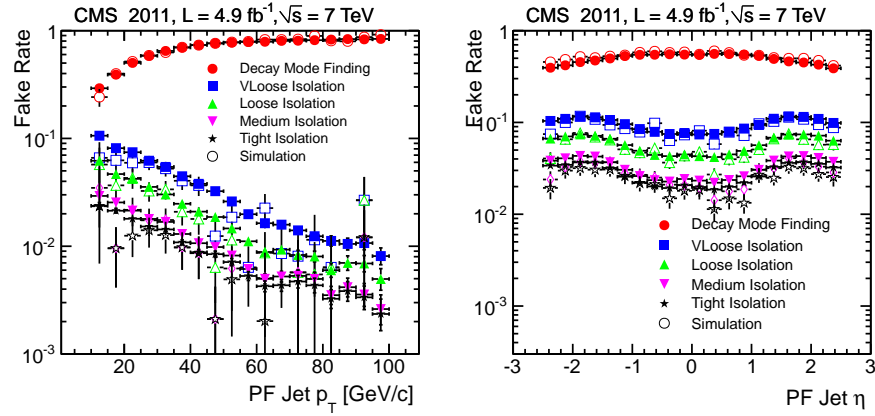 CMS 2011, L = 4.9 fb⁻¹,√s = 7 TeV
Fake Rate
1
10⁻¹
10⁻²
10⁻³
Decay Mode Finding
VLoose Isolation
Loose Isolation
Medium Isolation
Tight Isolation
Simulation
20 40 60 80 100
PF Jet p_T [GeV/c]
CMS 2011, L = 4.9 fb⁻¹,√s = 7 TeV
Fake Rate
1
10⁻¹
10⁻²
10⁻³
Decay Mode Finding
VLoose Isolation
Loose Isolation
Medium Isolation
Tight Isolation
Simulation
-3 -2 -1 0 1 2 3
PF Jet η